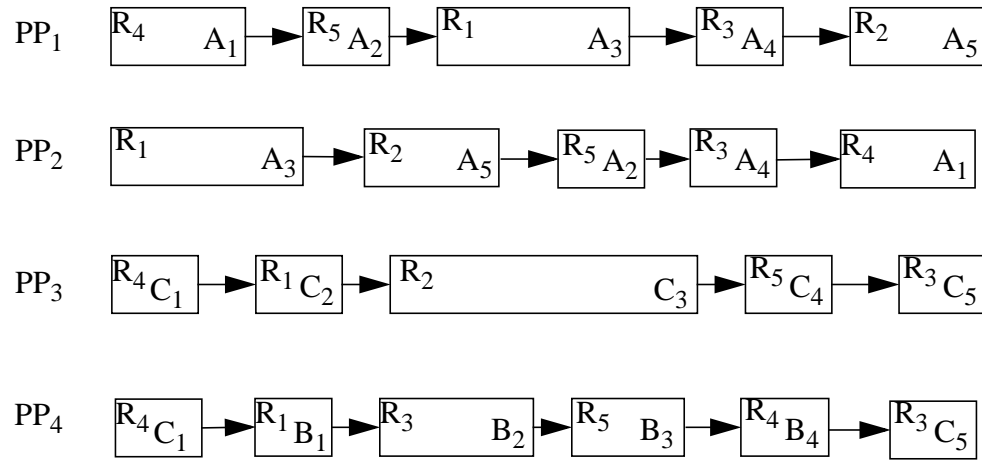 PP₁ R₄ A₁ R₅ A₂ R₁ A₃ R₃ A₄ R₂ A₅
PP₂ R₁ A₃ R₂ A₅ R₅ A₂ R₃ A₄ R₄ A₁
PP₃ R₄ C₁ R₁ C₂ R₂ C₃ R₅ C₄ R₃ C₅
PP₄ R₄ C₁ R₁ B₁ R₃ B₂ R₅ B₃ R₄ B₄ R₃ C₅